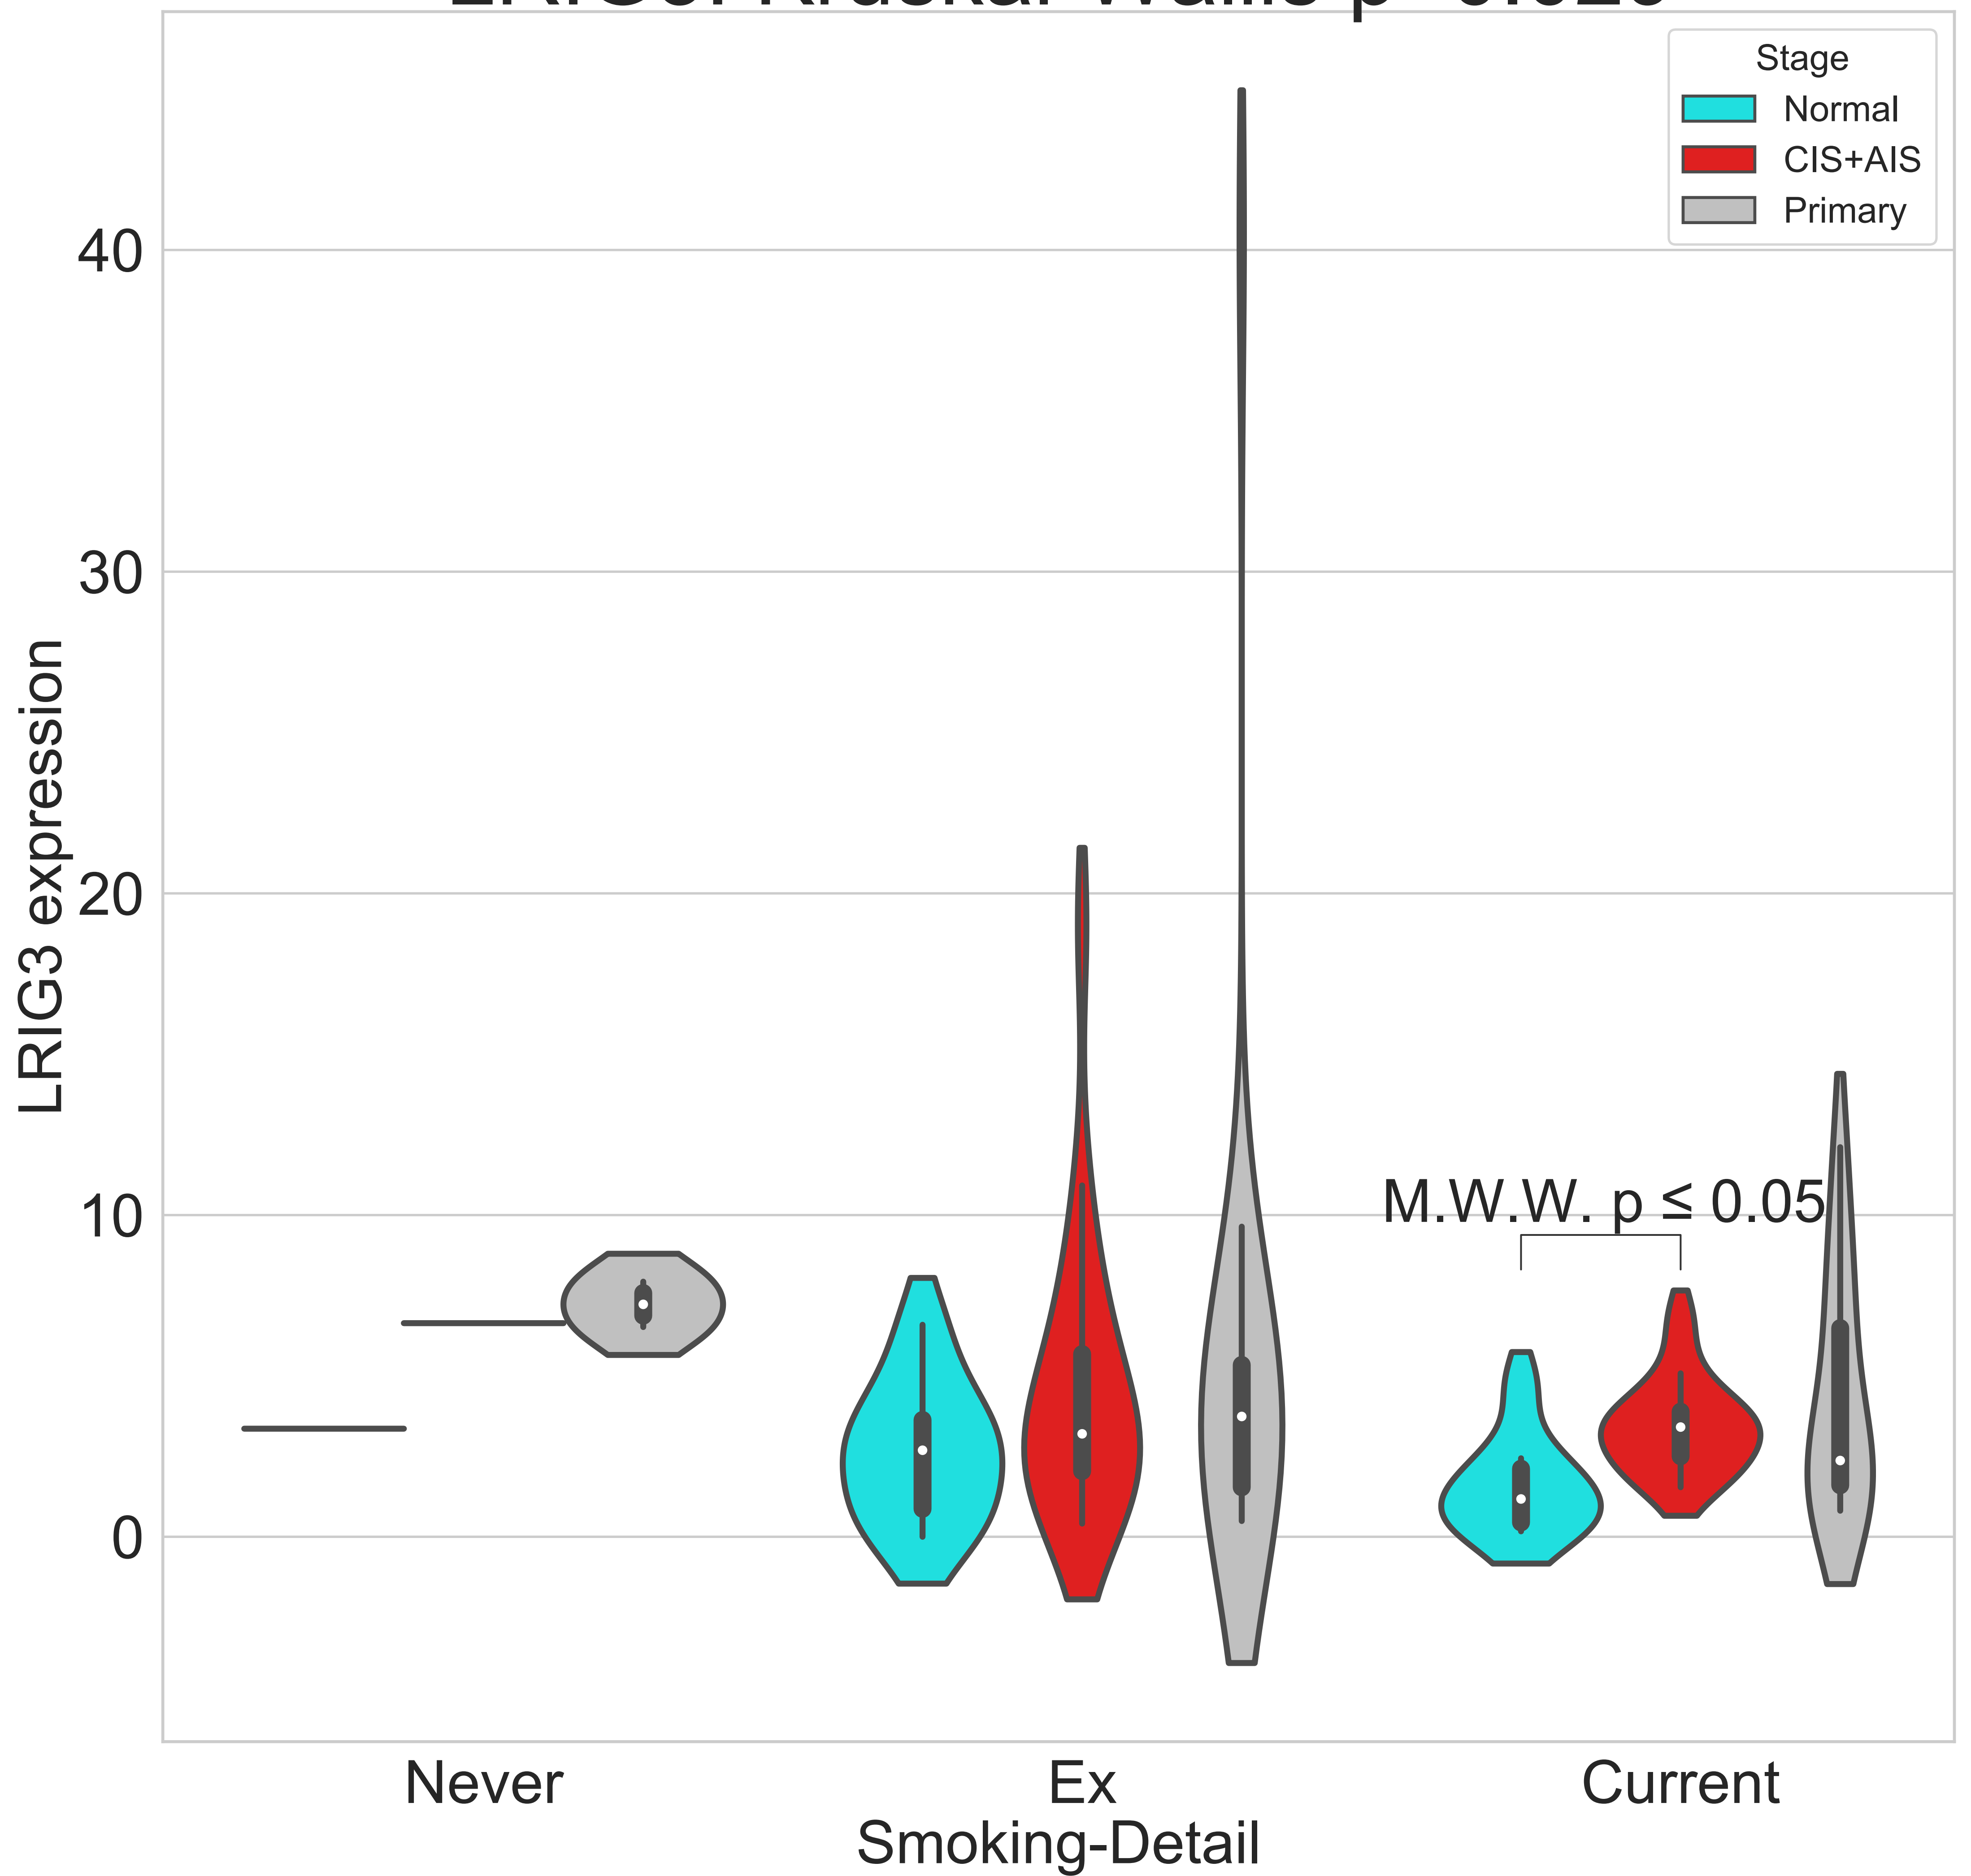 Stage
Normal
CIS+AIS
Primary
40
30
20
10
0
LRIG3 expression
M.W.W. p ≤ 0.05
Never
Ex
Current
Smoking-Detail